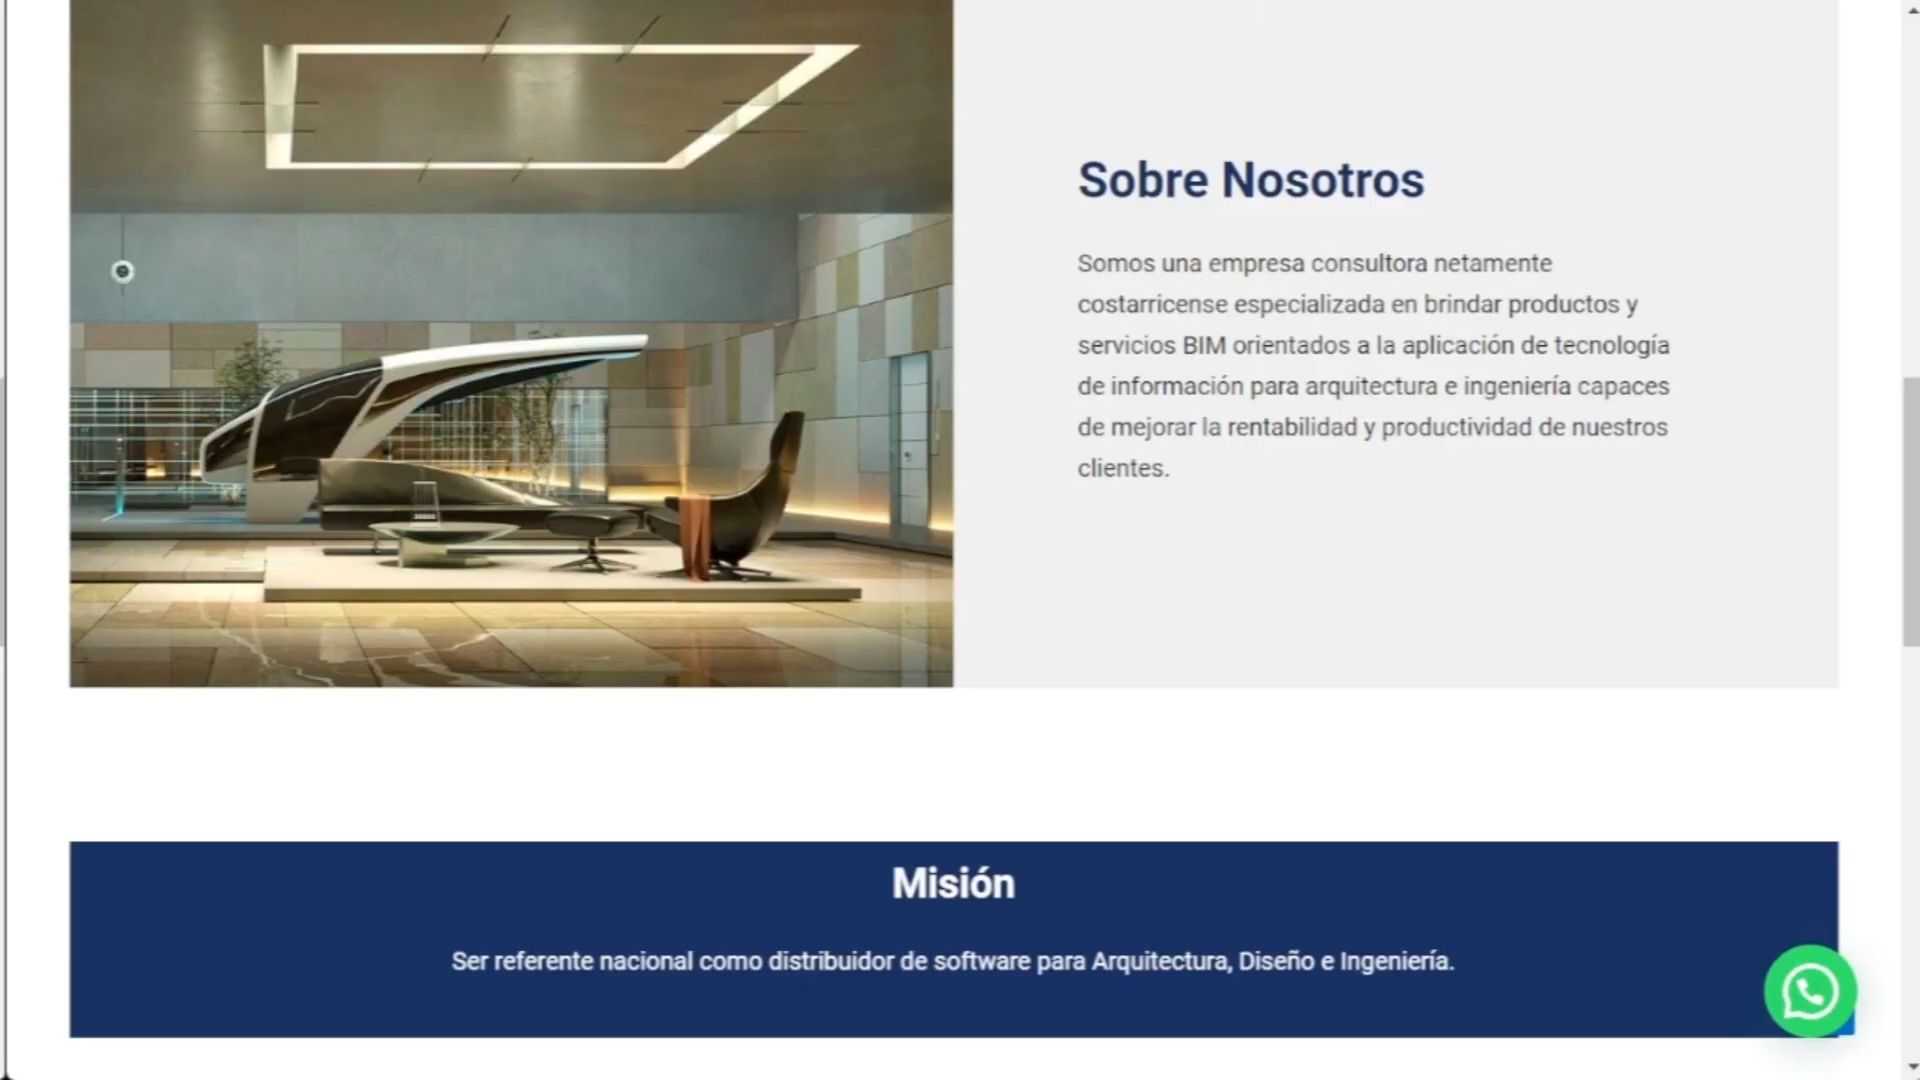 Sobre Nosotros
Somos una empresa consultora netamente
costarricense especializada en brindar productos y
servicios BIM orientados a la aplicación de tecnología
de información para arquitectura e ingeniería capaces
de mejorar la rentabilidad y productividad de nuestros
clientes.
Misión
Ser referente nacional como distribuidor de software para Arquitectura, Diseño e Ingeniería.